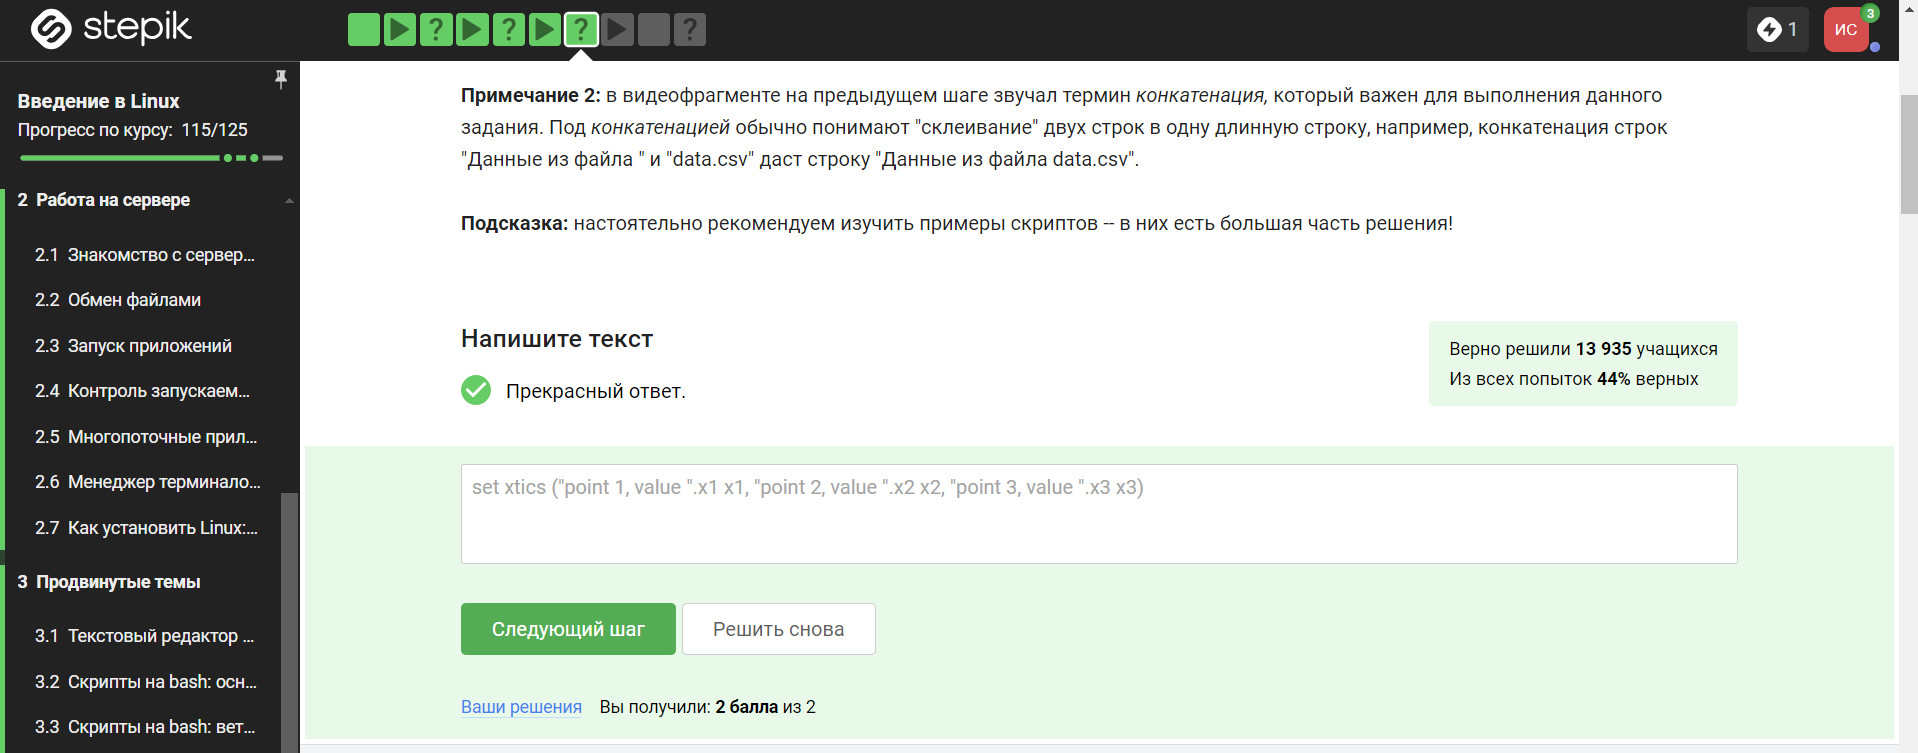 stepik
?
?
?
?
1
ИС
3
Введение в Linux
Прогресс по курсу: 115/125
2 Работа на сервере
2.1 Знакомство с сервер...
2.2 Обмен файлами
2.3 Запуск приложений
2.4 Контроль запускаем...
2.5 Многопоточные прил...
2.6 Менеджер терминало...
2.7 Как установить Linux:...
3 Продвинутые темы
3.1 Текстовый редактор ...
3.2 Скрипты на bash: осн...
3.3 Скрипты на bash: вет...
Примечание 2: в видеофрагменте на предыдущем шаге звучал термин конкатенация, который важен для выполнения данного
задания. Под конкатенацией обычно понимают "склеивание" двух строк в одну длинную строку, например, конкатенация строк
"Данные из файла " и "data.csv" даст строку "Данные из файла data.csv".
Подсказка: настоятельно рекомендуем изучить примеры скриптов -- в них есть большая часть решения!
Напишите текст
Прекрасный ответ.
Верно решили 13 935 учащихся
Из всех попыток 44% верных
set xtics ("point 1, value ".x1 x1, "point 2, value ".x2 x2, "point 3, value ".x3 x3)
Следующий шаг
Решить снова
Ваши решения Вы получили: 2 балла из 2